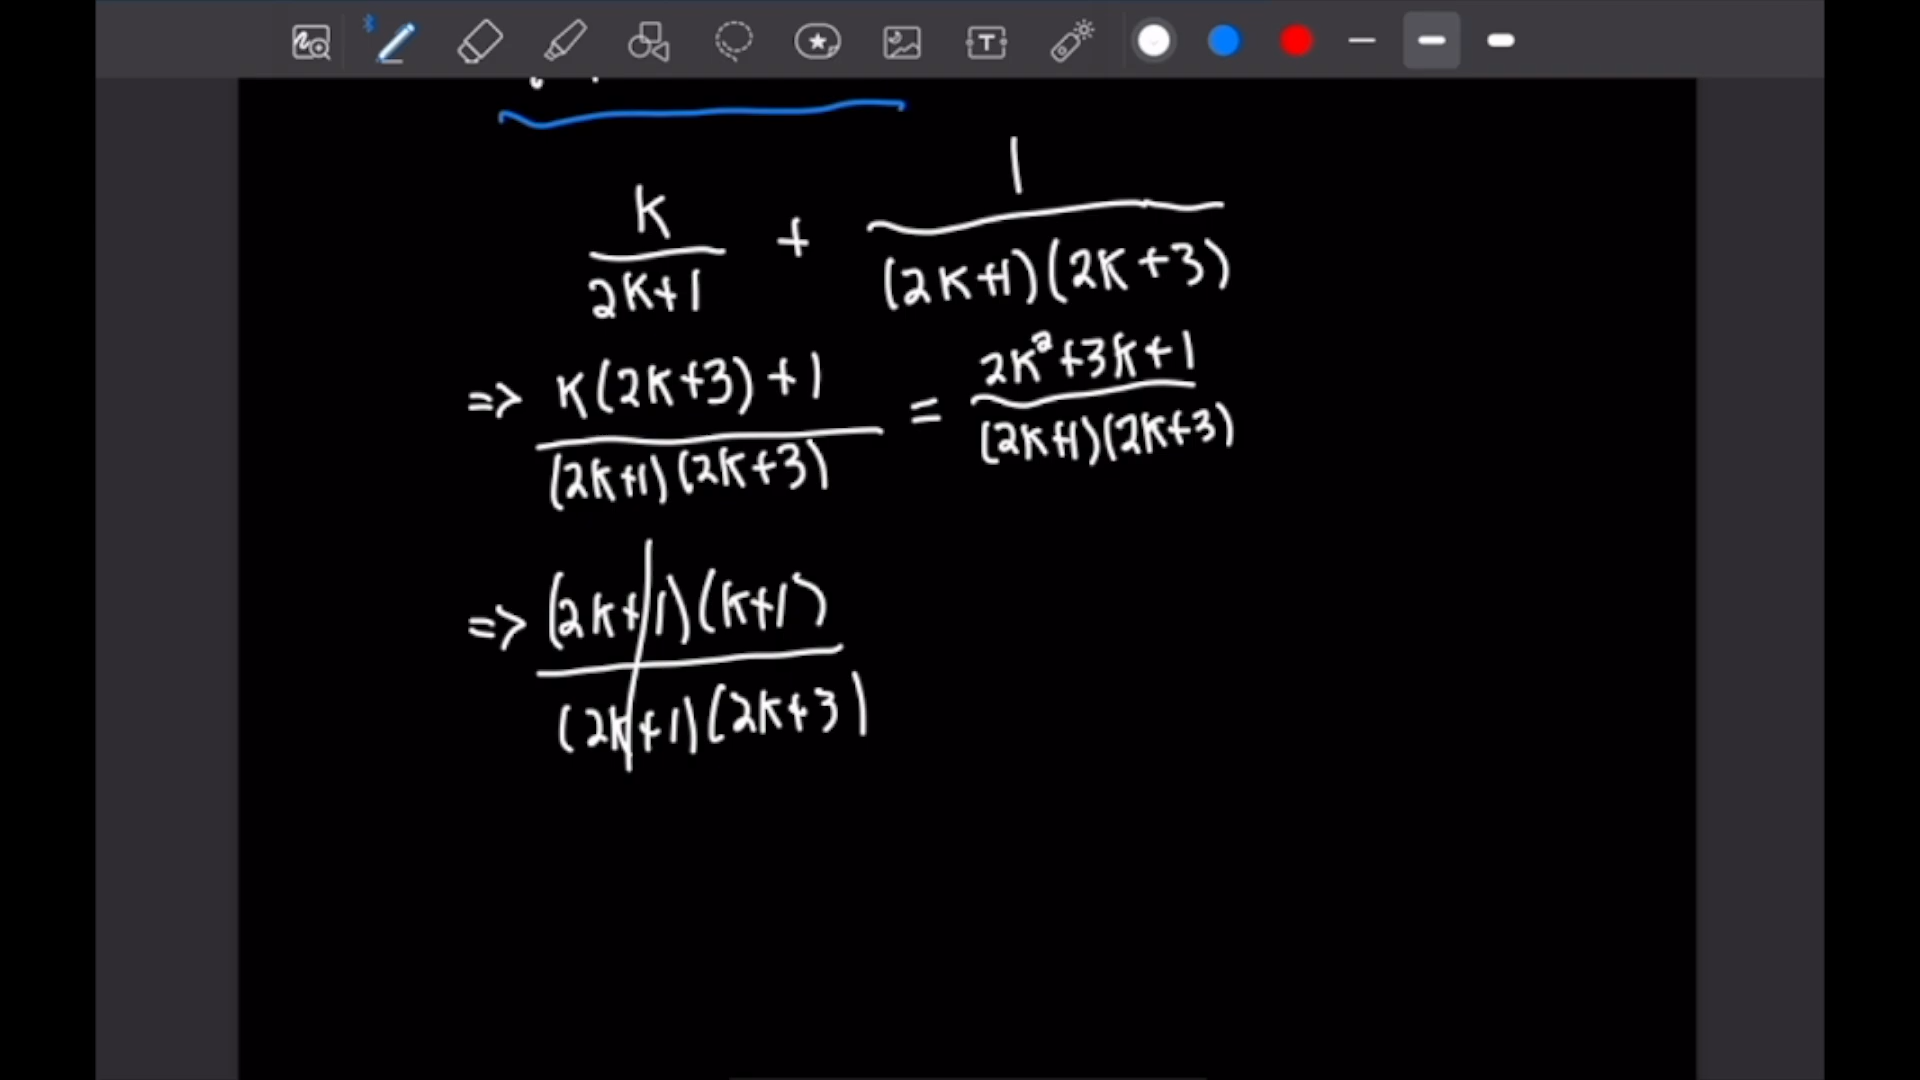 k/(2k+1) + 1/((2k+1)(2k+3))
=> (k(2k+3)+1)/((2k+1)(2k+3)) = (2k²+3k+1)/((2k+1)(2k+3))
=> ((2k+1)(k+1))/((2k+1)(2k+3))